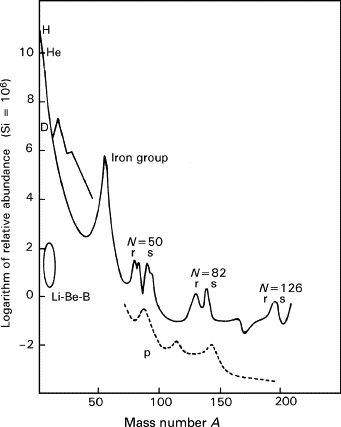 H
He
10
8
D
6
4
2
0
−2
Logarithm of relative abundance (Si = 10⁶)
Iron group
Li-Be-B
N = 50
r s
N = 82
r s
N = 126
r s
p
50 100 150 200
Mass number A